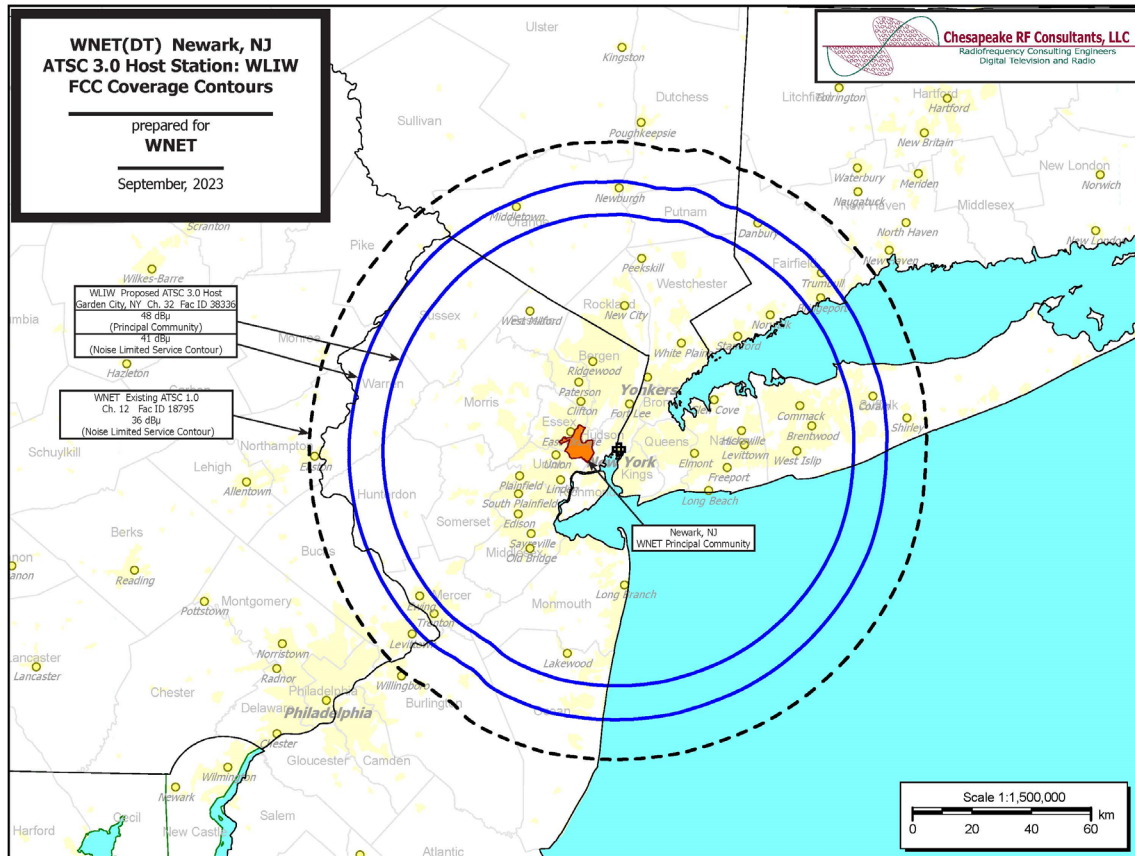 WNET(DT) Newark, NJ
ATSC 3.0 Host Station: WLIW
FCC Coverage Contours
prepared for
WNET
September, 2023
Chesapeake RF Consultants, LLC
Radiofrequency Consulting Engineers
Digital Television and Radio
WLIW Proposed ATSC 3.0 Host
Garden City, NY Ch. 32 Fac ID 38336
48 dBµ
(Principal Community)
41 dBµ
(Noise Limited Service Contour)
WNET Existing ATSC 1.0
Ch. 12 Fac ID 18795
36 dBµ
(Noise Limited Service Contour)
Newark, NJ
WNET Principal Community
Ulster
Kingston
Dutchess
Sullivan
Poughkeepsie
Litchfield
Torrington
Hartford
Hartford
New Britain
New London
Waterbury
Meriden
Norwich
Naugatuck
New Haven
Middlesex
North Haven
New London
New Haven
Scranton
Pike
Middletown
Orange
Newburgh
Putnam
Danbury
Fairfield
Trumbull
Bridgeport
Wilkes-Barre
Peekskill
Westchester
Rockland
New City
Sussex
West Milford
Norwalk
Stamford
Monroe
Hazleton
Carbon
Warren
Bergen
Ridgewood
White Plains
Paterson
Yonkers
Clifton
Fort Lee
Morris
Essex
Hudson
Queens
Commack
Coram
Shirley
Hicksville
Brentwood
Levittown
West Islip
Elmont
Freeport
Long Beach
New York
Kings
Union
Linden
Richmond
Plainfield
South Plainfield
Edison
Sayreville
Middlesex
Old Bridge
Somerset
Hunterdon
Northampton
Easton
Lehigh
Allentown
Schuylkill
Berks
Reading
Bucks
Pottstown
Montgomery
Mercer
Ewing
Trenton
Levittown
Monmouth
Long Branch
Lakewood
Ocean
Norristown
Radnor
Philadelphia
Philadelphia
Willingboro
Burlington
Lancaster
Lancaster
Chester
Delaware
Chester
Gloucester
Camden
Wilmington
Newark
New Castle
Salem
Cecil
Harford
Atlantic
Scale 1:1,500,000
km
0 20 40 60